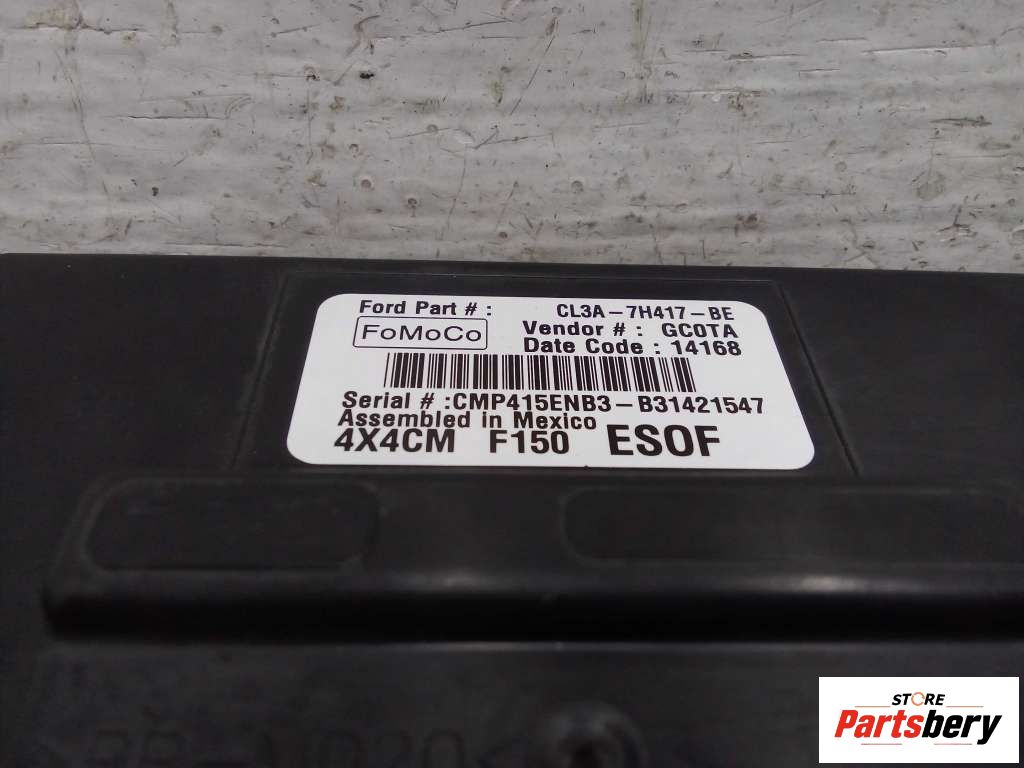 Ford Part # : CL3A-7H417-BE
FoMoCo Vendor # : GC0TA
Date Code : 14168
Serial # :CMP415ENB3-B31421547
Assembled in Mexico
4X4CM F150 ESOF
STORE
Partsbery